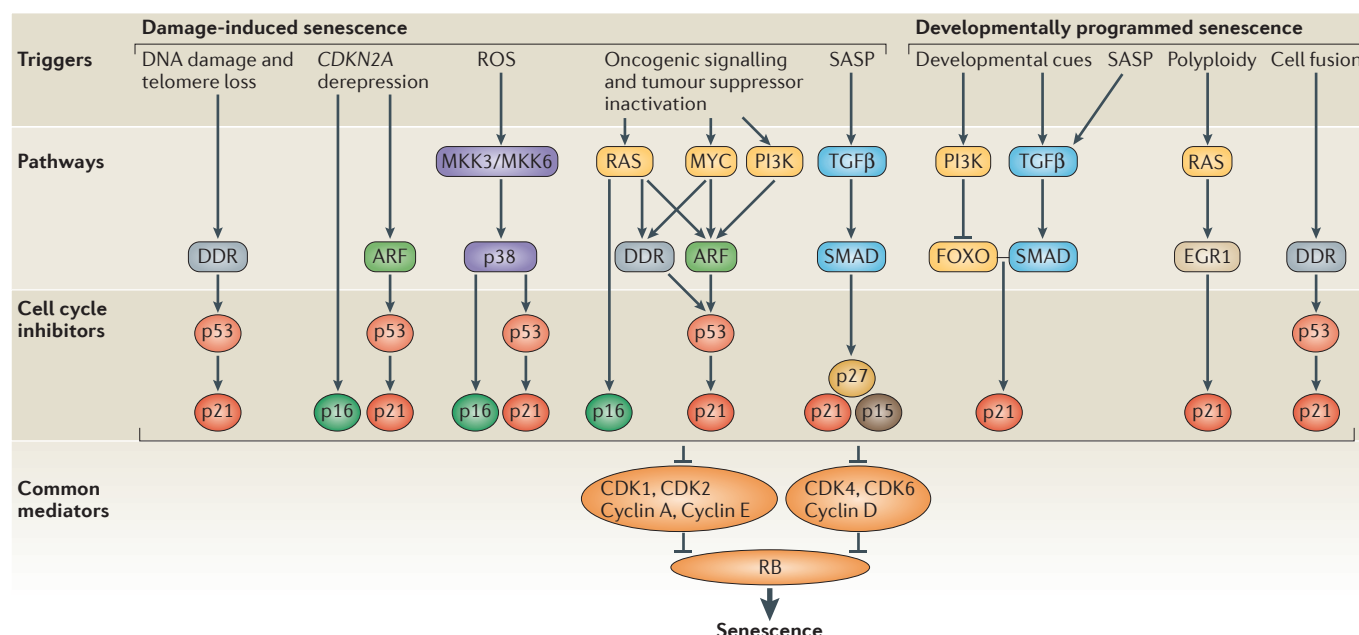 Damage-induced senescence
Developmentally programmed senescence
Triggers
DNA damage and
telomere loss
CDKN2A
derepression
ROS
Oncogenic signalling
and tumour suppressor
inactivation
SASP
Developmental cues
SASP
Polyploidy
Cell fusion
Pathways
MKK3/MKK6
RAS
MYC
PI3K
TGFβ
PI3K
TGFβ
RAS
DDR
ARF
p38
DDR
ARF
SMAD
FOXO
SMAD
EGR1
DDR
Cell cycle
inhibitors
p53
p53
p53
p53
p53
p27
p21
p16
p21
p16
p21
p16
p21
p21
p15
p21
p21
p21
Common
mediators
CDK1, CDK2
Cyclin A, Cyclin E
CDK4, CDK6
Cyclin D
RB
Senescence